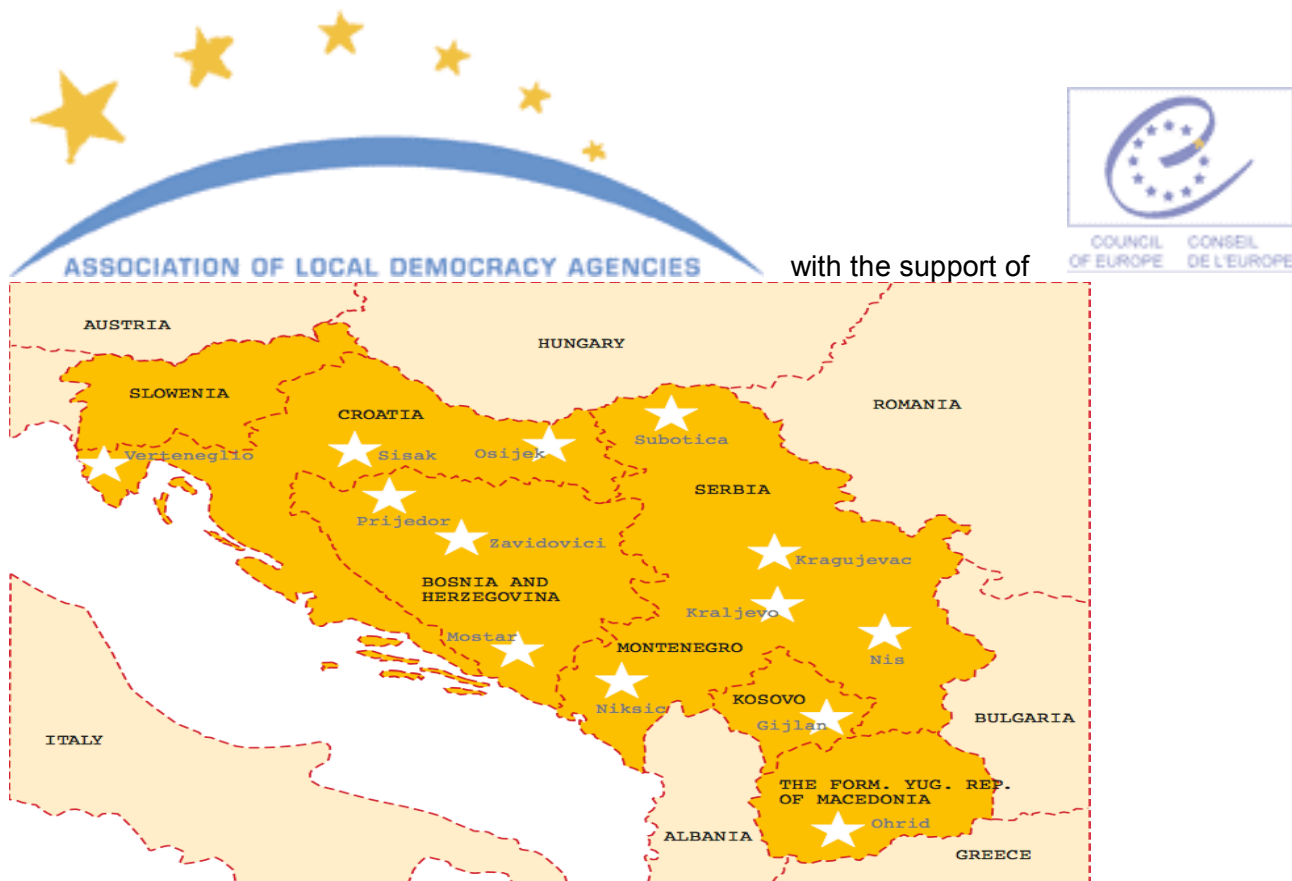 ASSOCIATION OF LOCAL DEMOCRACY AGENCIES
with the support of
COUNCIL CONSEIL
OF EUROPE DE L'EUROPE
AUSTRIA
HUNGARY
SLOWENIA
ROMANIA
CROATIA
Subotica
Verteneglio
Sisak
Osijek
SERBIA
Prijedor
Zavidovici
Kragujevac
BOSNIA AND
HERZEGOVINA
Kraljevo
Mostar
MONTENEGRO
Nis
KOSOVO
Niksic
Gijlan
BULGARIA
ITALY
THE FORM. YUG. REP.
OF MACEDONIA
Ohrid
ALBANIA
GREECE